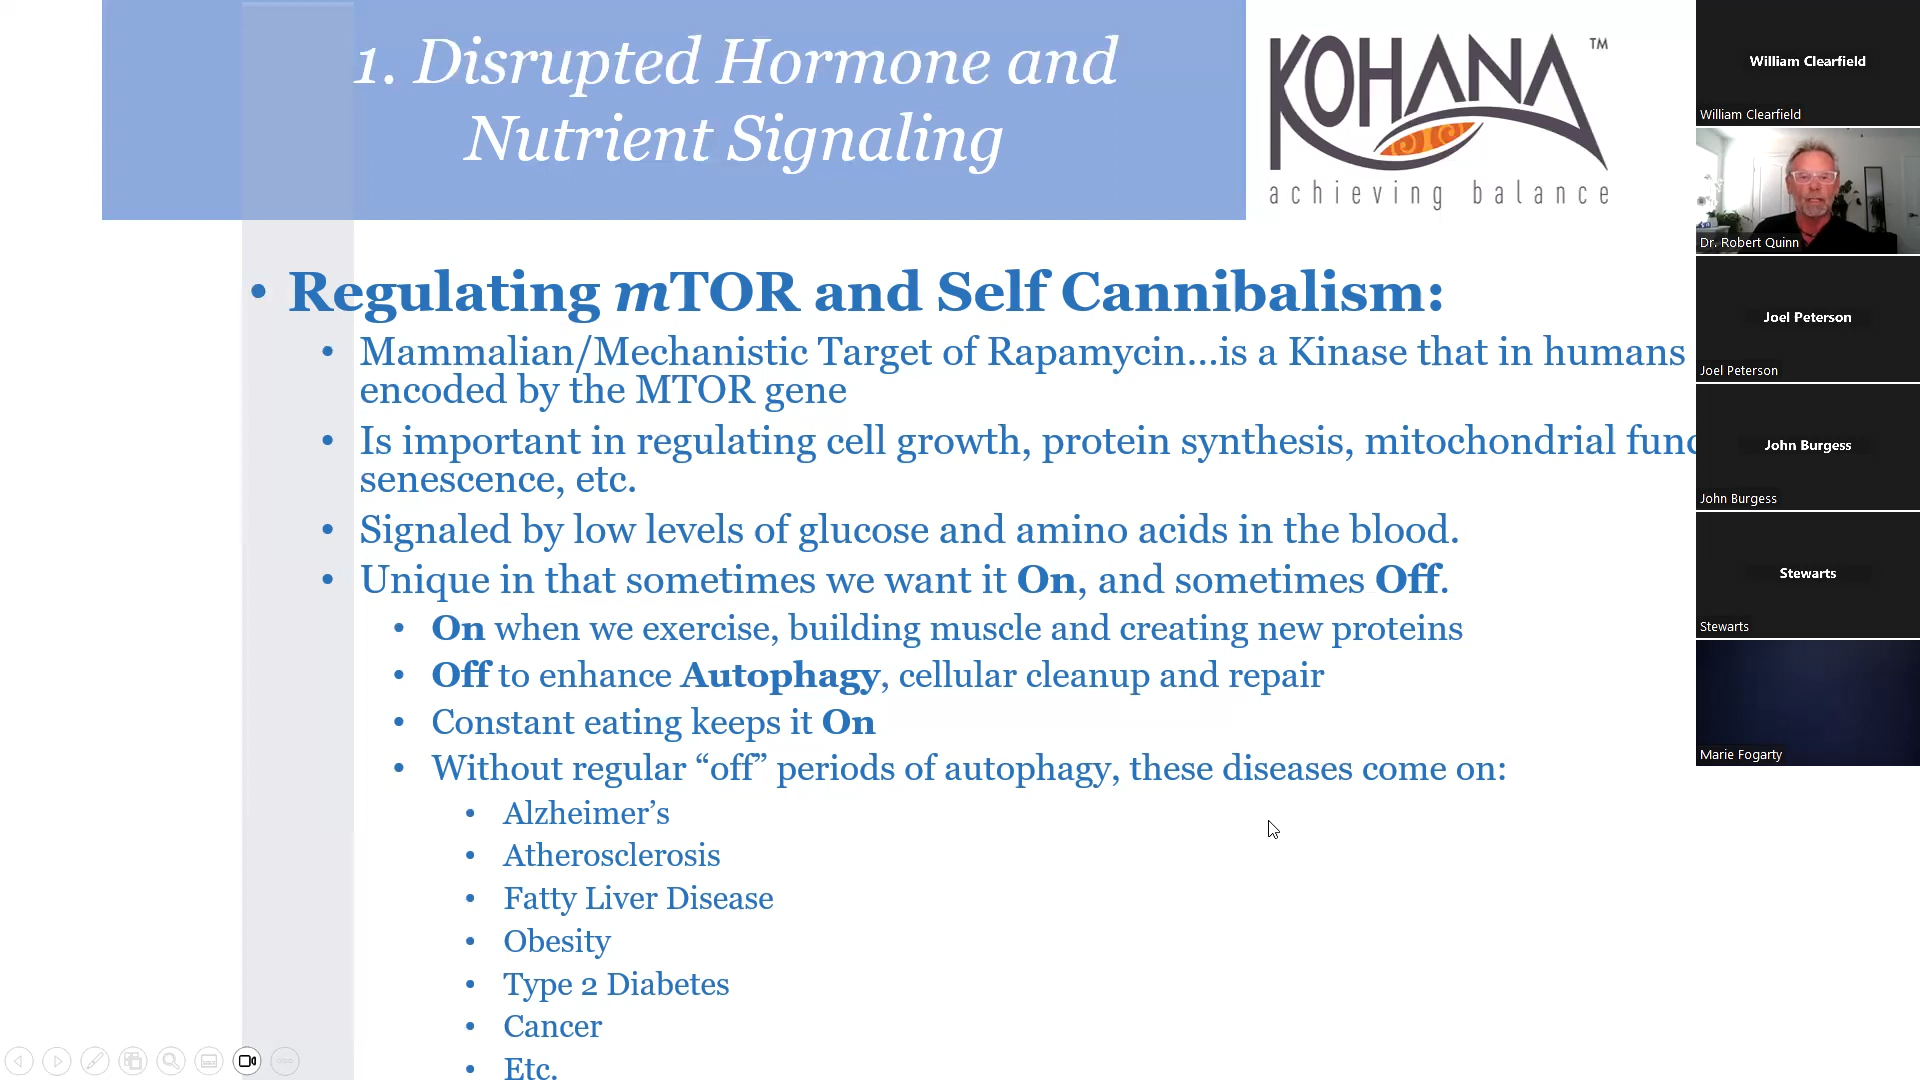 1. Disrupted Hormone and
Nutrient Signaling
KOHANA ™
achieving balance
• Regulating mTOR and Self Cannibalism:
• Mammalian/Mechanistic Target of Rapamycin...is a Kinase that in humans
encoded by the MTOR gene
• Is important in regulating cell growth, protein synthesis, mitochondrial func
senescence, etc.
• Signaled by low levels of glucose and amino acids in the blood.
• Unique in that sometimes we want it On, and sometimes Off.
• On when we exercise, building muscle and creating new proteins
• Off to enhance Autophagy, cellular cleanup and repair
• Constant eating keeps it On
• Without regular “off” periods of autophagy, these diseases come on:
• Alzheimer’s
• Atherosclerosis
• Fatty Liver Disease
• Obesity
• Type 2 Diabetes
• Cancer
• Etc.
William Clearfield
William Clearfield
Dr. Robert Quinn
Joel Peterson
Joel Peterson
John Burgess
John Burgess
Stewarts
Stewarts
Marie Fogarty